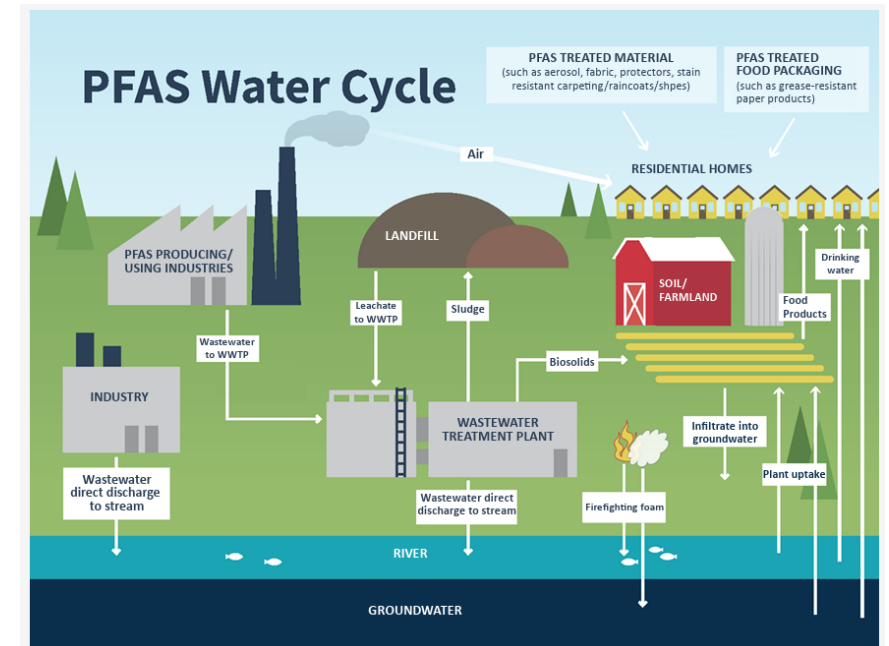 PFAS Water Cycle
PFAS TREATED MATERIAL
(such as aerosol, fabric, protectors, stain
resistant carpeting/raincoats/shpes)
PFAS TREATED
FOOD PACKAGING
(such as grease-resistant
paper products)
Air
RESIDENTIAL HOMES
PFAS PRODUCING/
USING INDUSTRIES
LANDFILL
SOIL/
FARMLAND
Drinking
water
Food
Products
Leachate
to WWTP
Sludge
Wastewater
to WWTP
Biosolids
INDUSTRY
WASTEWATER
TREATMENT PLANT
Infiltrate into
groundwater
Plant uptake
Wastewater
direct discharge
to stream
Wastewater direct
discharge to stream
Firefighting foam
RIVER
GROUNDWATER